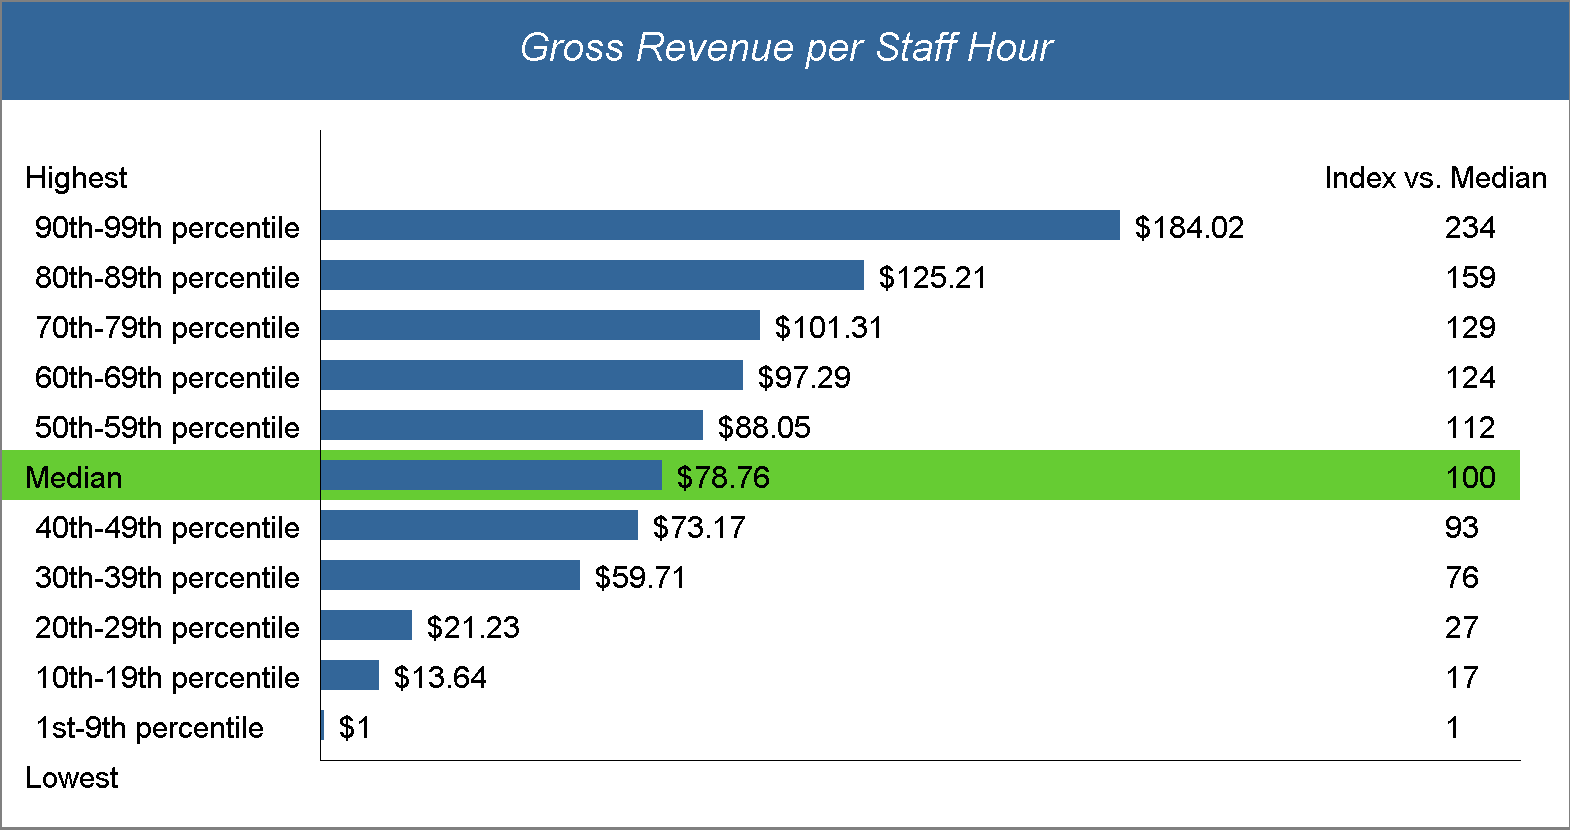 Gross Revenue per Staff Hour
Highest Index vs. Median
90th-99th percentile $184.02 234
80th-89th percentile $125.21 159
70th-79th percentile $101.31 129
60th-69th percentile $97.29 124
50th-59th percentile $88.05 112
Median $78.76 100
40th-49th percentile $73.17 93
30th-39th percentile $59.71 76
20th-29th percentile $21.23 27
10th-19th percentile $13.64 17
1st-9th percentile $1 1
Lowest